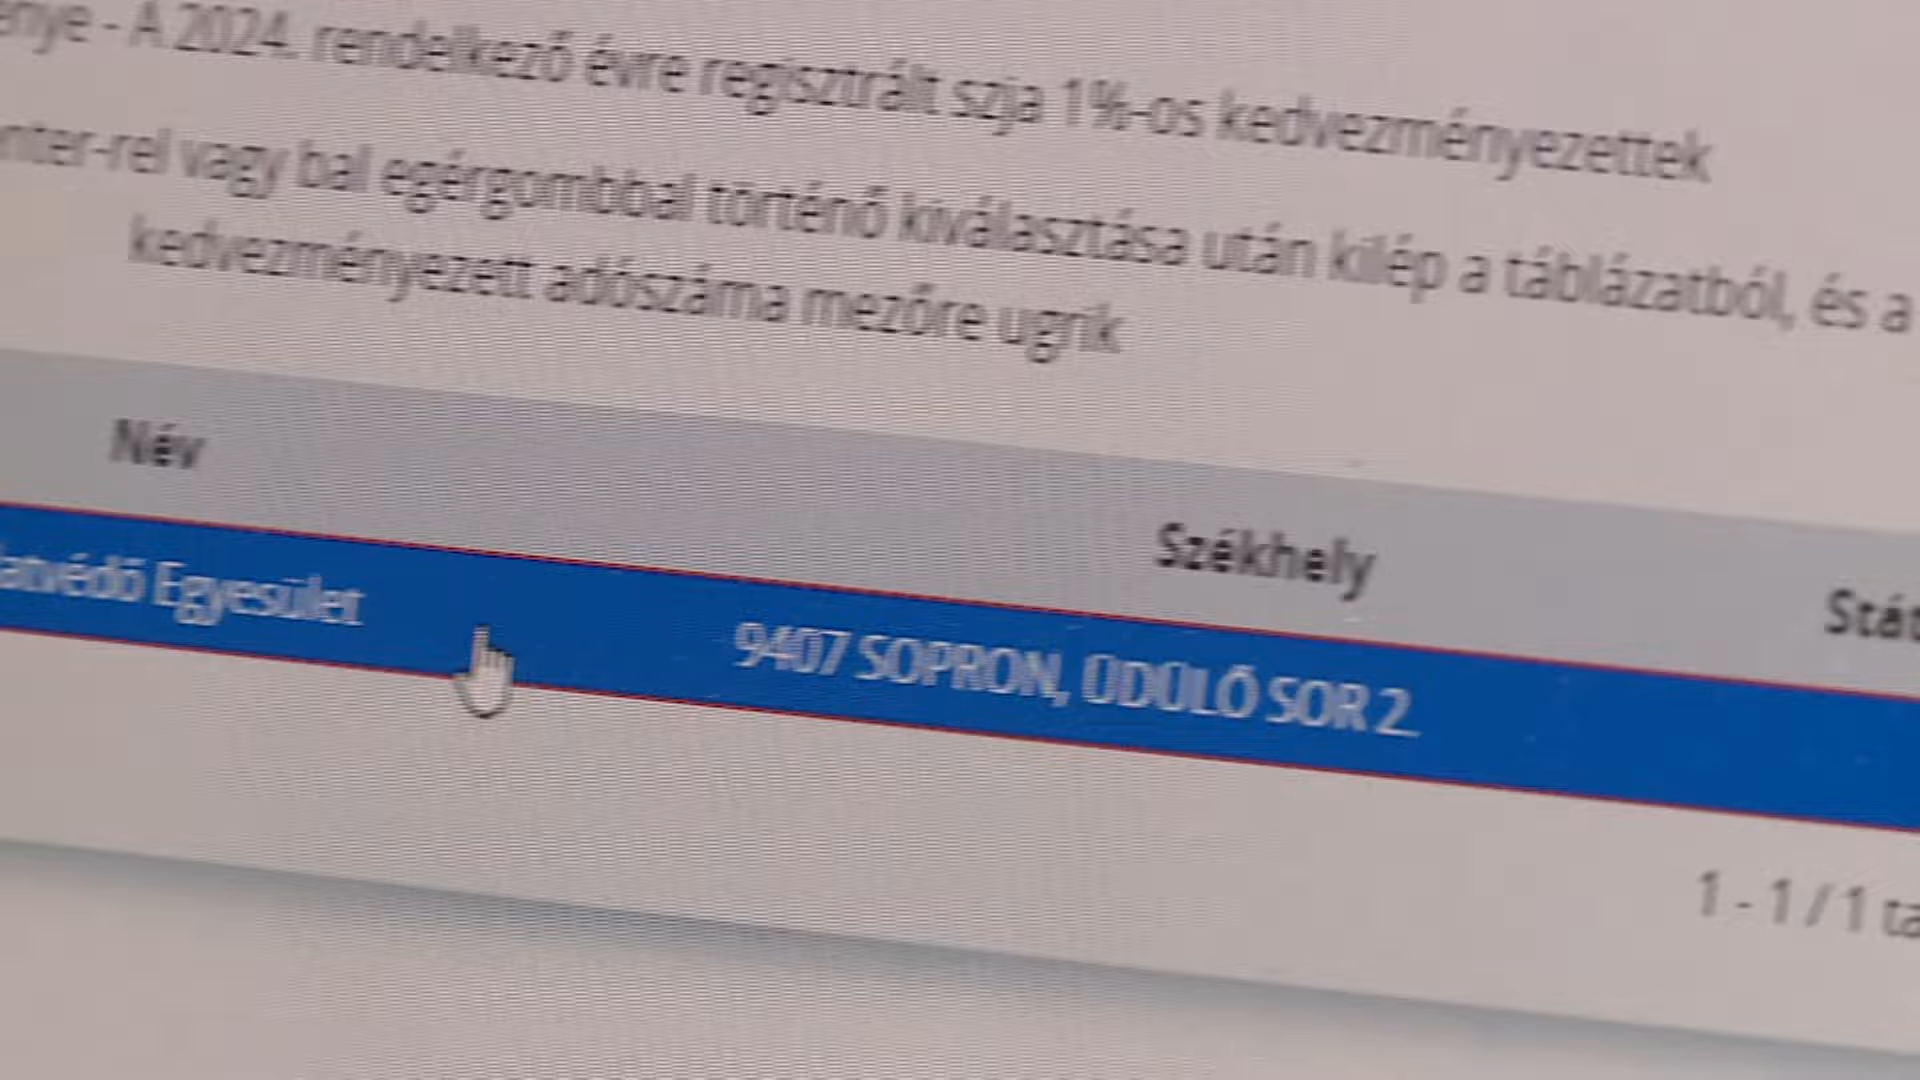 - A 2024. rendelkező évre regisztrált szja 1%-os kedvezményezettek
vagy bal egérgombbal történő kiválasztása után kilép a táblázatból, és a
kedvezményezett adószáma mezőre ugrik
Név
Székhely
Egyesület
9407 SOPRON, ÜDÜLŐ SOR 2.
1 - 1 / 1